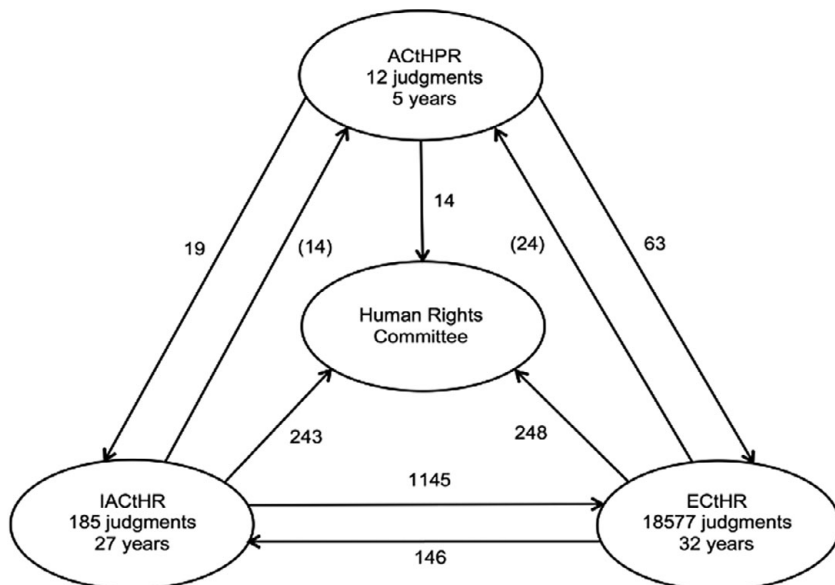 ACtHPR
12 judgments
5 years
14
19
(14)
(24)
63
Human Rights
Committee
243
248
1145
IACtHR
185 judgments
27 years
ECtHR
18577 judgments
32 years
146